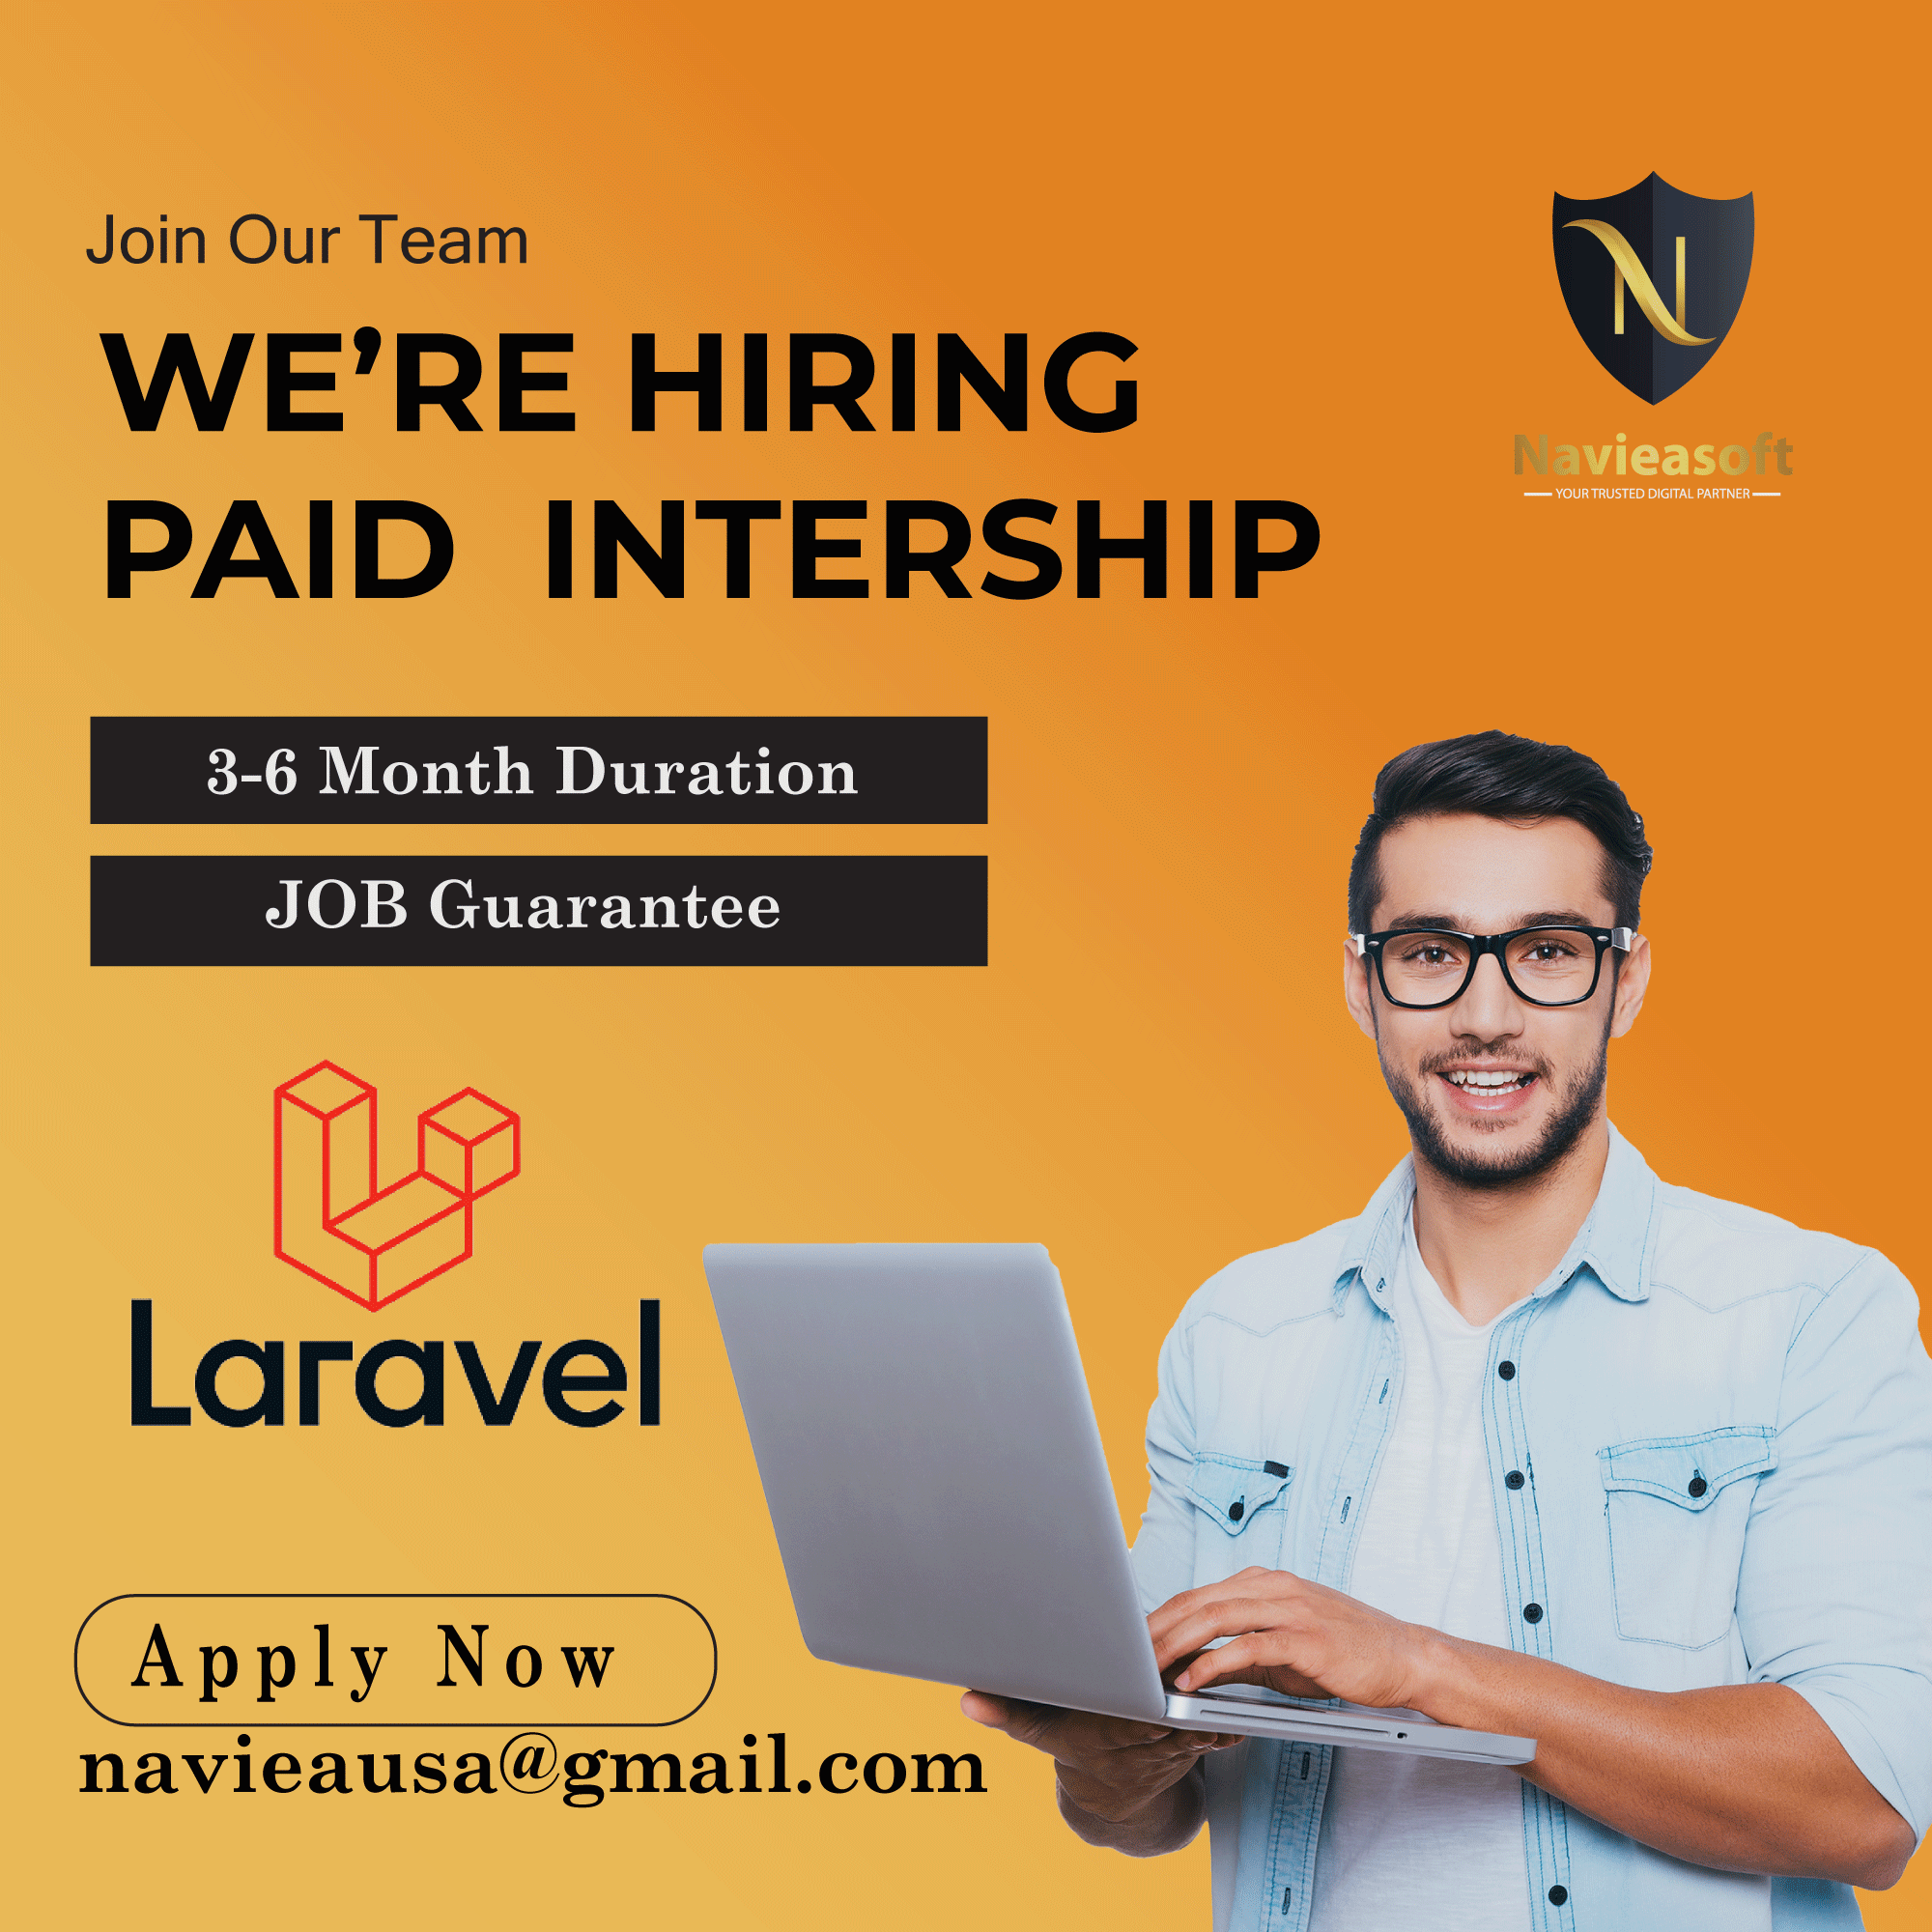 Join Our Team
WE'RE HIRING
PAID INTERSHIP
Navieasoft
YOUR TRUSTED DIGITAL PARTNER
3-6 Month Duration
JOB Guarantee
Laravel
Apply Now
navieausa@gmail.com